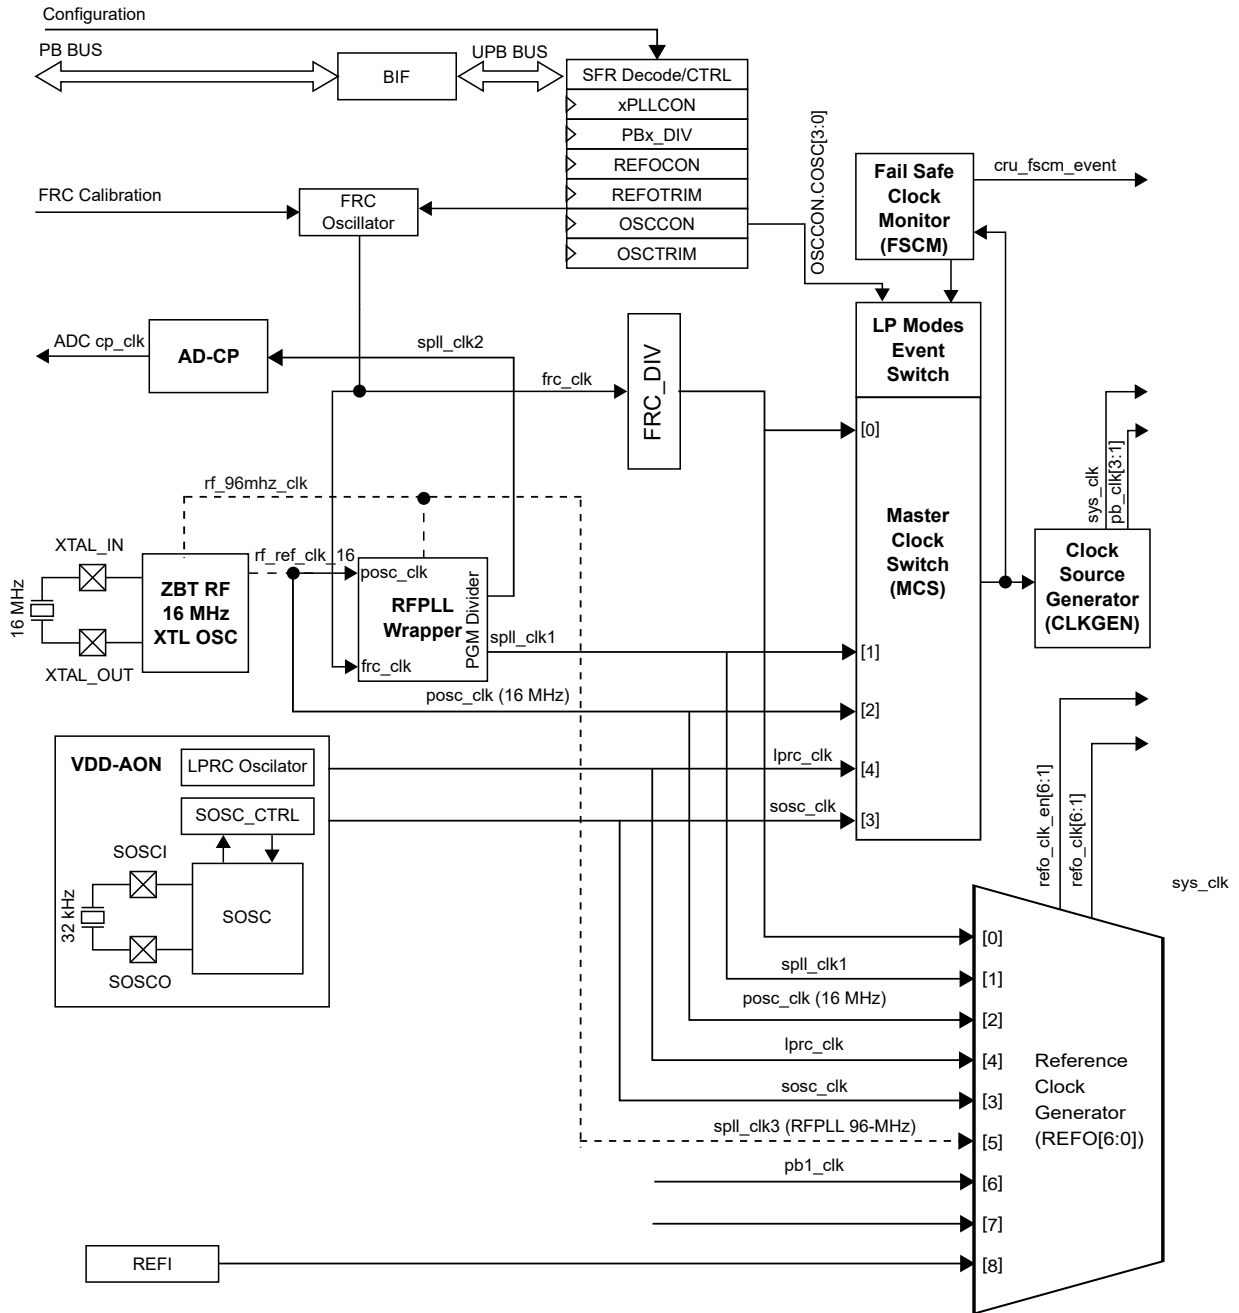 Configuration
PB BUS
UPB BUS
BIF
SFR Decode/CTRL
xPLLCON
PBx_DIV
REFOCON
REFOTRIM
OSCCON
OSCTRIM
OSCCON.COSC[3:0]
Fail Safe
Clock
Monitor
(FSCM)
cru_fscm_event
FRC Calibration
FRC
Oscillator
ADC cp_clk
AD-CP
spll_clk2
frc_clk
FRC_DIV
LP Modes
Event
Switch
[0]
Master
Clock
Switch
(MCS)
[1]
[2]
[4]
[3]
sys_clk
pb_clk[3:1]
Clock
Source
Generator
(CLKGEN)
rf_96mhz_clk
XTAL_IN
16 MHz
XTAL_OUT
ZBT RF
16 MHz
XTL OSC
rf_ref_clk_16
posc_clk
RFPLL
Wrapper
PGM Divider
frc_clk
spll_clk1
posc_clk (16 MHz)
lprc_clk
sosc_clk
VDD-AON
LPRC Oscilator
SOSC_CTRL
SOSCI
32 kHz
SOSCO
SOSC
refo_clk_en[6:1]
refo_clk[6:1]
sys_clk
[0]
spll_clk1
[1]
posc_clk (16 MHz)
[2]
lprc_clk
[4]
sosc_clk
[3]
spll_clk3 (RFPLL 96-MHz)
[5]
pb1_clk
[6]
[7]
[8]
Reference
Clock
Generator
(REFO[6:0])
REFI